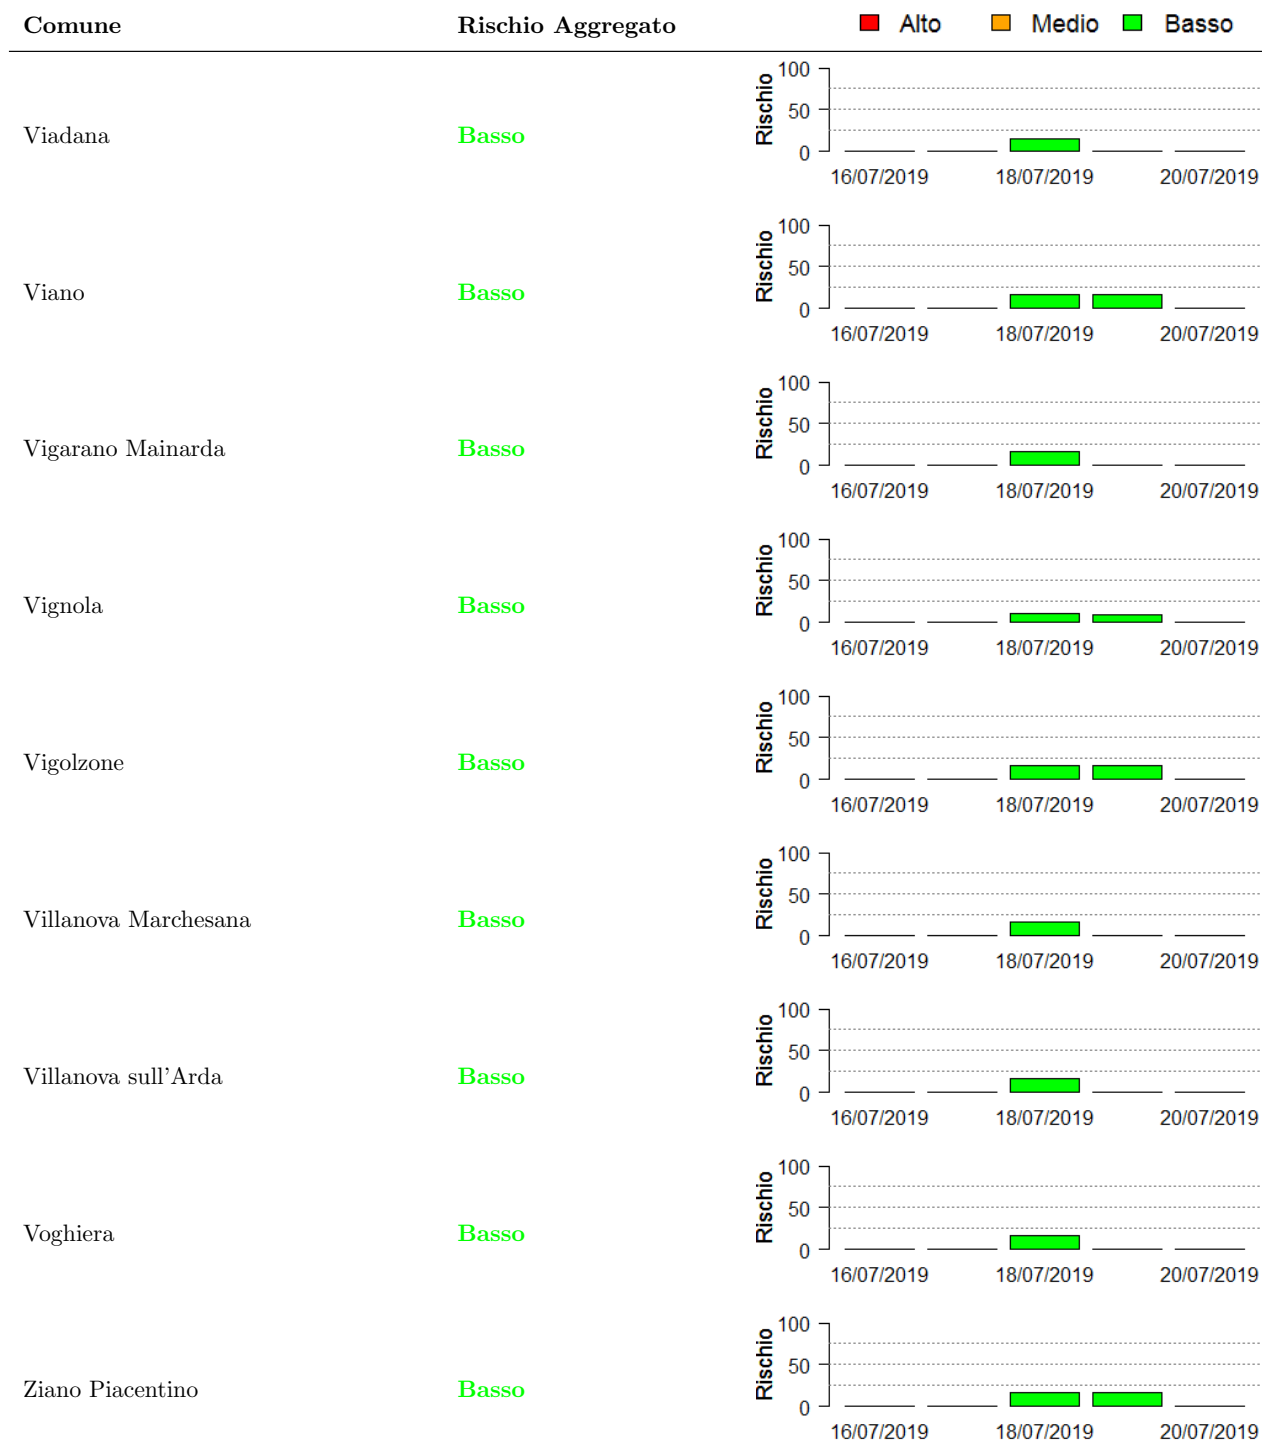 Comune Rischio Aggregato Alto Medio Basso
100
50
0
Rischio
Viadana Basso
16/07/2019 18/07/2019 20/07/2019
100
50
0
Rischio
Viano Basso
16/07/2019 18/07/2019 20/07/2019
100
50
0
Rischio
Vigarano Mainarda Basso
16/07/2019 18/07/2019 20/07/2019
100
50
0
Rischio
Vignola Basso
16/07/2019 18/07/2019 20/07/2019
100
50
0
Rischio
Vigolzone Basso
16/07/2019 18/07/2019 20/07/2019
100
50
0
Rischio
Villanova Marchesana Basso
16/07/2019 18/07/2019 20/07/2019
100
50
0
Rischio
Villanova sull'Arda Basso
16/07/2019 18/07/2019 20/07/2019
100
50
0
Rischio
Voghiera Basso
16/07/2019 18/07/2019 20/07/2019
100
50
0
Rischio
Ziano Piacentino Basso
16/07/2019 18/07/2019 20/07/2019